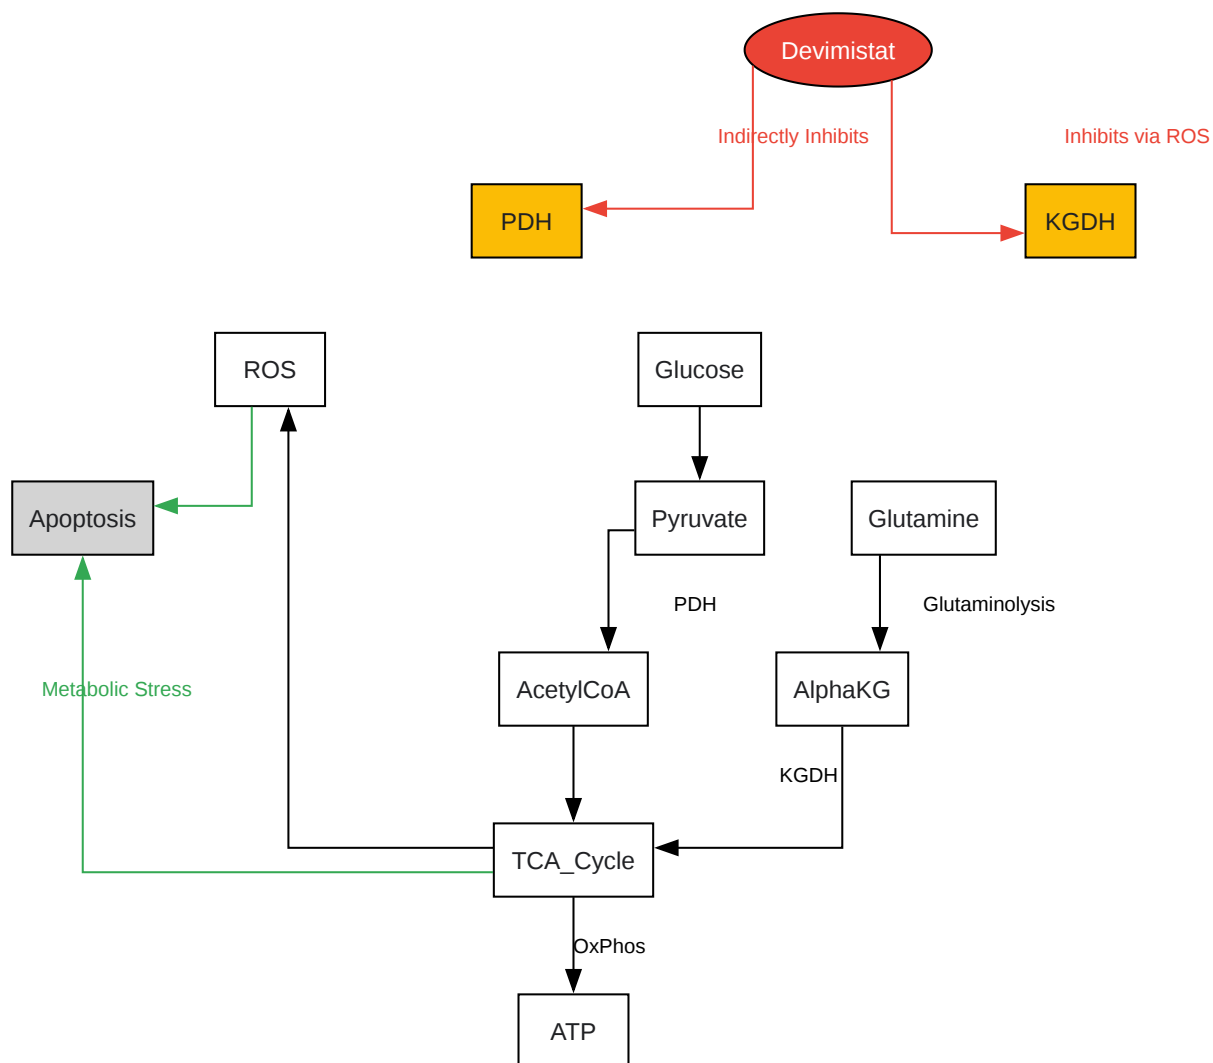 Devimistat
Indirectly Inhibits
Inhibits via ROS
PDH
KGDH
ROS
Glucose
Apoptosis
Pyruvate
Glutamine
PDH
Glutaminolysis
Metabolic Stress
AcetylCoA
AlphaKG
KGDH
TCA_Cycle
OxPhos
ATP